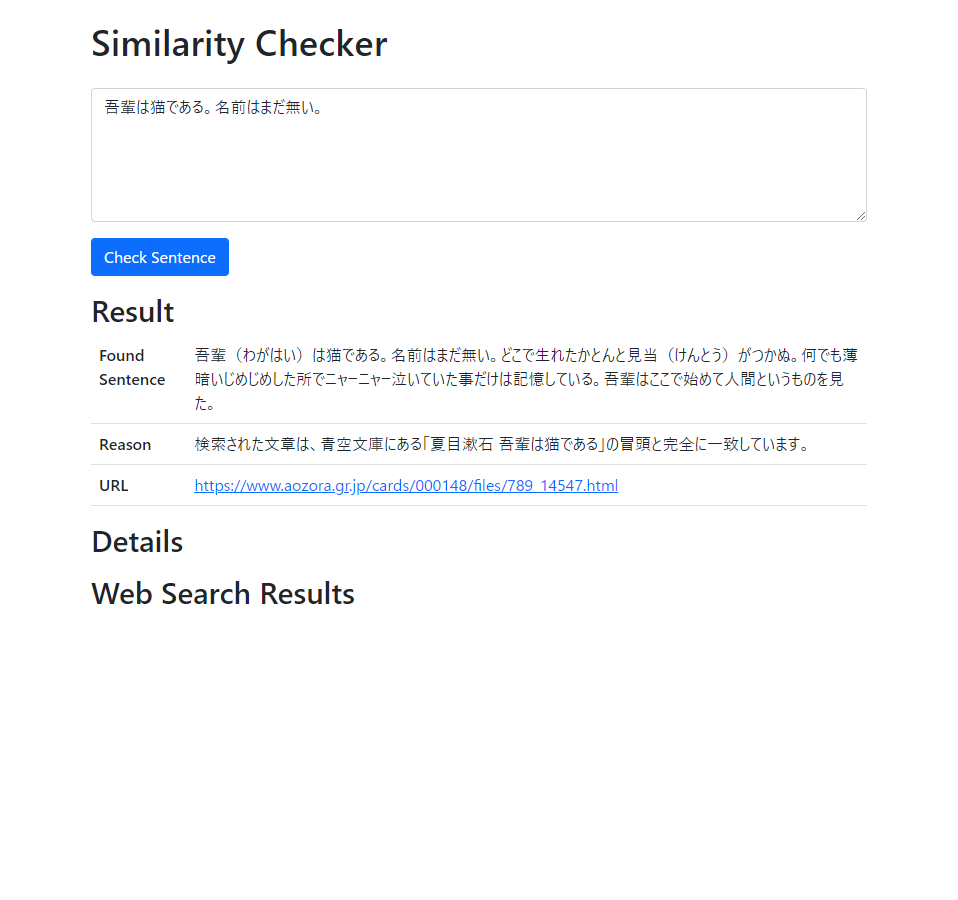 Similarity Checker
吾輩は猫である。名前はまだ無い。
Check Sentence
Result
Found Sentence
吾輩（わがはい）は猫である。名前はまだ無い。どこで生れたかとんと見当（けんとう）がつかぬ。何でも薄
暗いじめじめした所でニャーニャー泣いていた事だけは記憶している。吾輩はここで始めて人間というものを見
た。
Reason
検索された文章は、青空文庫にある「夏目漱石 吾輩は猫である」の冒頭と完全に一致しています。
URL
https://www.aozora.gr.jp/cards/000148/files/789_14547.html
Details
Web Search Results